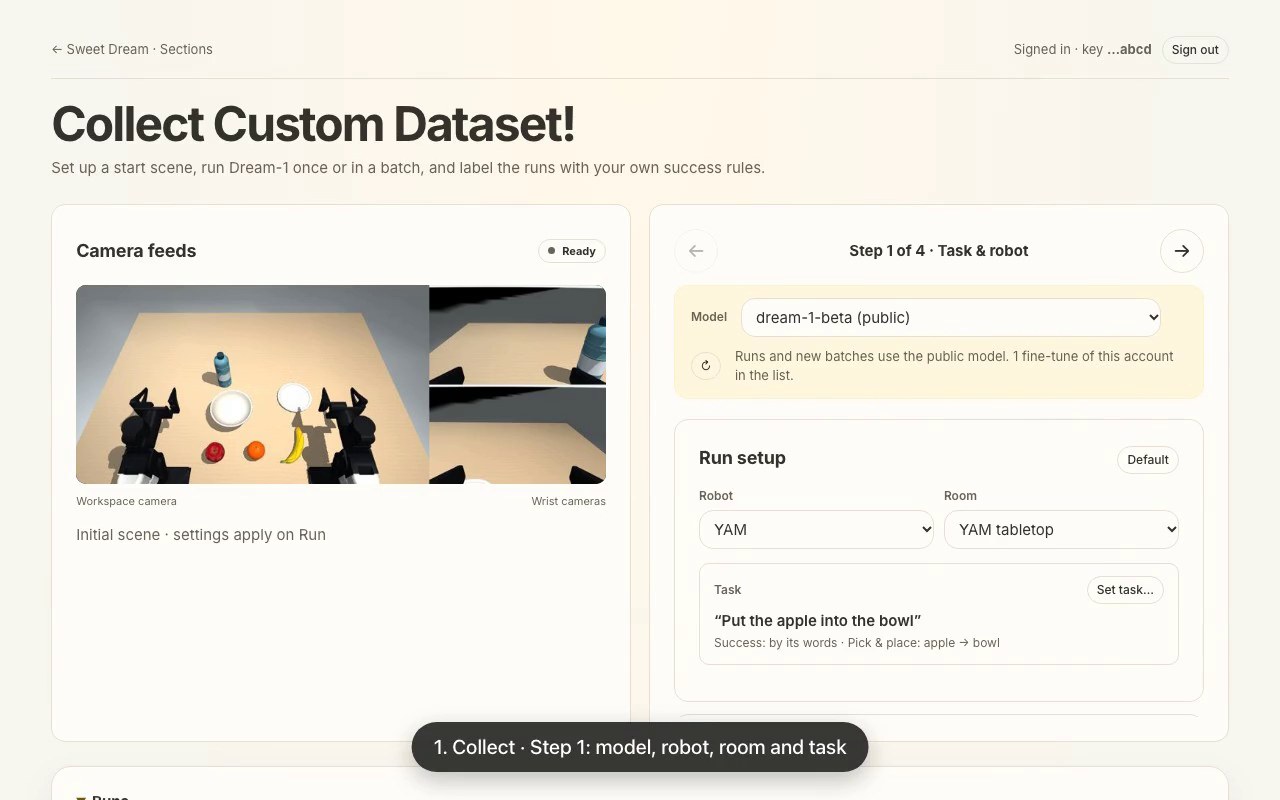 ← Sweet Dream · Sections
Signed in · key ...abcd
Sign out
Collect Custom Dataset!
Set up a start scene, run Dream-1 once or in a batch, and label the runs with your own success rules.
Camera feeds
Ready
Workspace camera
Wrist cameras
Initial scene · settings apply on Run
←
Step 1 of 4 · Task & robot
→
Model
dream-1-beta (public)
↻
Runs and new batches use the public model. 1 fine-tune of this account
in the list.
Run setup
Default
Robot
Room
YAM
YAM tabletop
Task
Set task...
“Put the apple into the bowl”
Success: by its words · Pick & place: apple → bowl
1. Collect · Step 1: model, robot, room and task
Runs